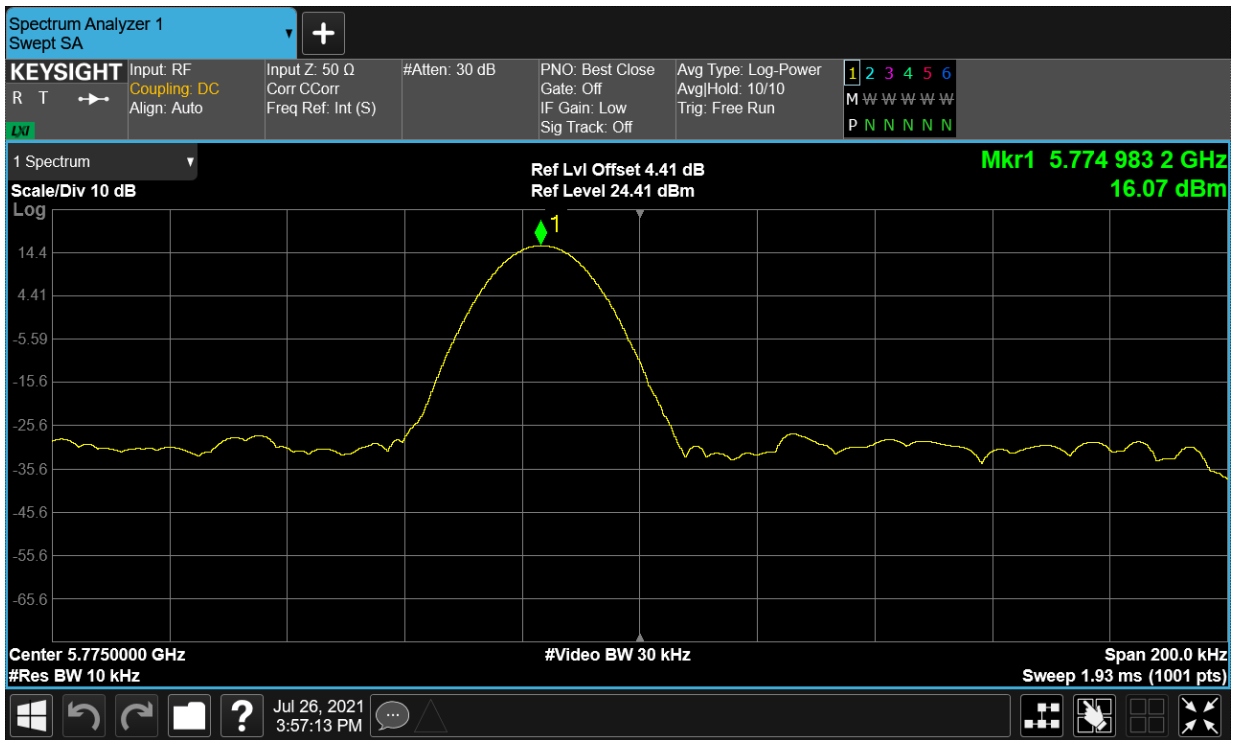 Spectrum Analyzer 1
Swept SA
KEYSIGHT
R T
LXI
Input: RF
Coupling: DC
Align: Auto
Input Z: 50 Ω
Corr CCorr
Freq Ref: Int (S)
#Atten: 30 dB
PNO: Best Close
Gate: Off
IF Gain: Low
Sig Track: Off
Avg Type: Log-Power
Avg|Hold: 10/10
Trig: Free Run
1 2 3 4 5 6
M W W W W W
P N N N N N
1 Spectrum
Scale/Div 10 dB
Log
Ref Lvl Offset 4.41 dB
Ref Level 24.41 dBm
Mkr1 5.774 983 2 GHz
16.07 dBm
1
14.4
4.41
-5.59
-15.6
-25.6
-35.6
-45.6
-55.6
-65.6
Center 5.7750000 GHz
#Res BW 10 kHz
#Video BW 30 kHz
Span 200.0 kHz
Sweep 1.93 ms (1001 pts)
?
Jul 26, 2021
3:57:13 PM